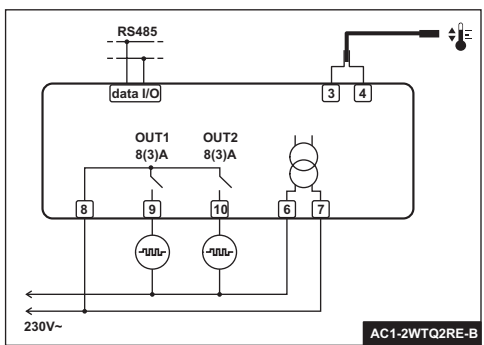 RS485
data I/O
3 4
OUT1 OUT2
8(3)A 8(3)A
8 9 10 6 7
230V~
AC1-2WTQ2RE-B